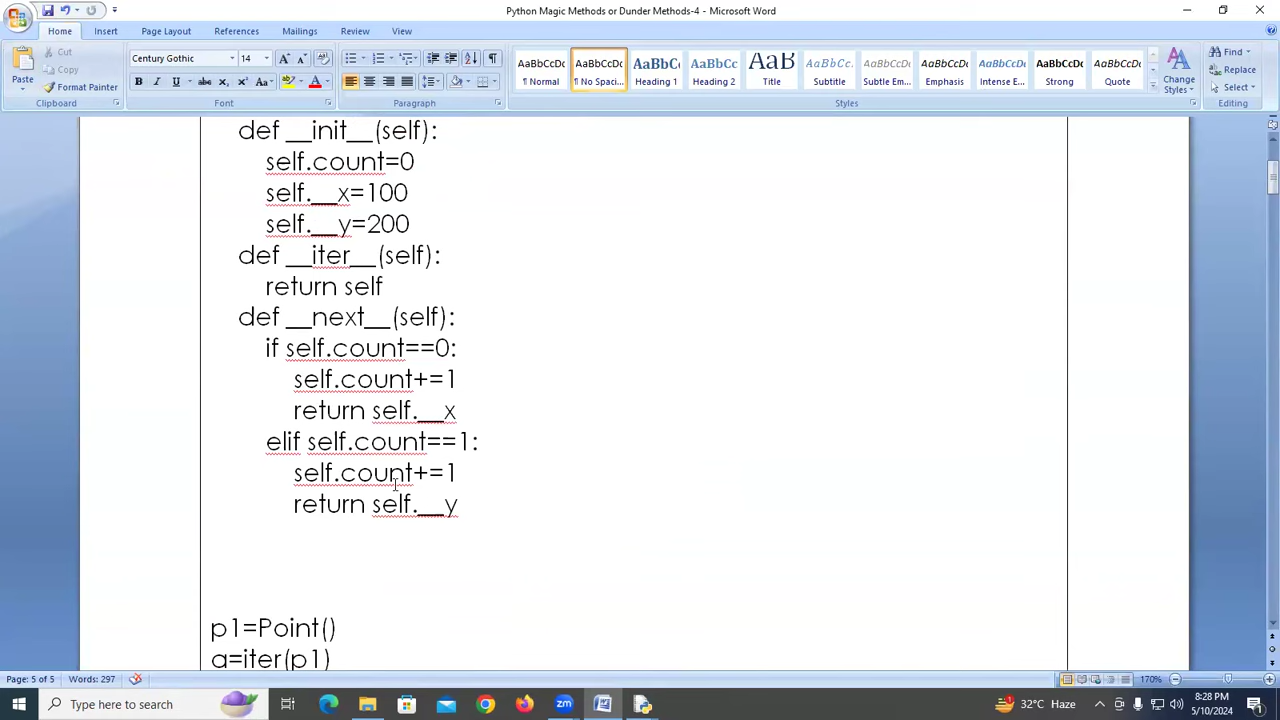 Python Magic Methods or Dunder Methods-4 - Microsoft Word
Home Insert Page Layout References Mailings Review View
Paste
Cut
Copy
Format Painter
Clipboard
Century Gothic 14
B I U abc x₂ x² Aa
Font
Paragraph
AaBbCcDc AaBbCcDc AaBbCc AaBbCc AaB AaBbCc. AaBbCcDc AaBbCcDc AaBbCcDc AaBbCcDc
¶ Normal ¶ No Spaci... Heading 1 Heading 2 Title Subtitle Subtle Em... Emphasis Intense E... Strong Quote
Change Styles
Styles
Find
Replace
Select
Editing
def __init__(self):
self.count=0
self.__x=100
self.__y=200
def __iter__(self):
return self
def __next__(self):
if self.count==0:
self.count+=1
return self.__x
elif self.count==1:
self.count+=1
return self.__y
p1=Point()
a=iter(p1)
Page: 5 of 5 Words: 297 170%
Type here to search
zm
32°C Haze
ENG
8:28 PM
5/10/2024